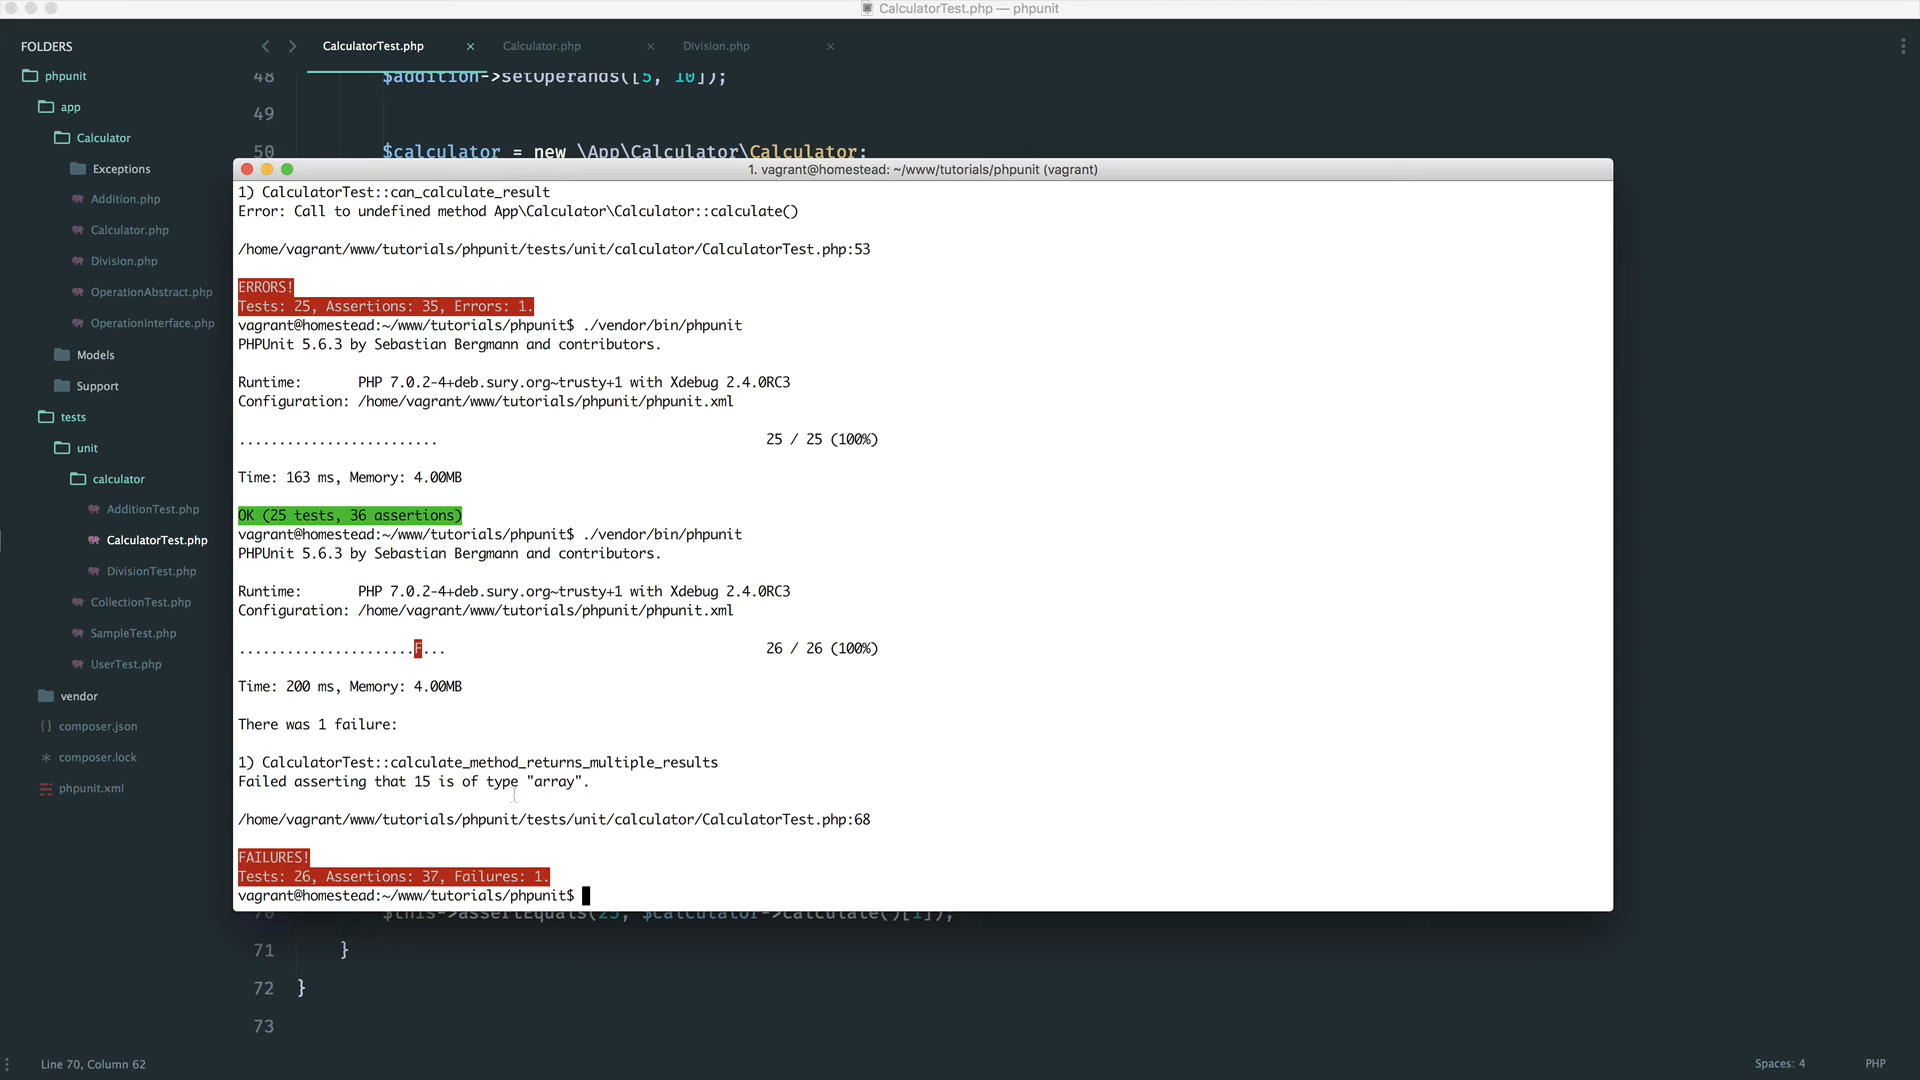 CalculatorTest.php — phpunit
FOLDERS
phpunit
app
Calculator
Exceptions
Addition.php
Calculator.php
Division.php
OperationAbstract.php
OperationInterface.php
Models
Support
tests
unit
calculator
AdditionTest.php
CalculatorTest.php
DivisionTest.php
CollectionTest.php
SampleTest.php
UserTest.php
vendor
composer.json
composer.lock
phpunit.xml
CalculatorTest.php × Calculator.php × Division.php ×
48 $addition->setOperands([5, 10]);
49
50 $calculator = new \App\Calculator\Calculator;
1. vagrant@homestead: ~/www/tutorials/phpunit (vagrant)
1) CalculatorTest::can_calculate_result
Error: Call to undefined method App\Calculator\Calculator::calculate()
/home/vagrant/www/tutorials/phpunit/tests/unit/calculator/CalculatorTest.php:53
ERRORS!
Tests: 25, Assertions: 35, Errors: 1.
vagrant@homestead:~/www/tutorials/phpunit$ ./vendor/bin/phpunit
PHPUnit 5.6.3 by Sebastian Bergmann and contributors.
Runtime: PHP 7.0.2-4+deb.sury.org~trusty+1 with Xdebug 2.4.0RC3
Configuration: /home/vagrant/www/tutorials/phpunit/phpunit.xml
......................... 25 / 25 (100%)
Time: 163 ms, Memory: 4.00MB
OK (25 tests, 36 assertions)
vagrant@homestead:~/www/tutorials/phpunit$ ./vendor/bin/phpunit
PHPUnit 5.6.3 by Sebastian Bergmann and contributors.
Runtime: PHP 7.0.2-4+deb.sury.org~trusty+1 with Xdebug 2.4.0RC3
Configuration: /home/vagrant/www/tutorials/phpunit/phpunit.xml
......................F... 26 / 26 (100%)
Time: 200 ms, Memory: 4.00MB
There was 1 failure:
1) CalculatorTest::calculate_method_returns_multiple_results
Failed asserting that 15 is of type "array".
/home/vagrant/www/tutorials/phpunit/tests/unit/calculator/CalculatorTest.php:68
FAILURES!
Tests: 26, Assertions: 37, Failures: 1.
vagrant@homestead:~/www/tutorials/phpunit$
70 $this->assertEquals(25, $calculator->calculate()[1]);
71 }
72 }
73
Line 70, Column 62
Spaces: 4
PHP